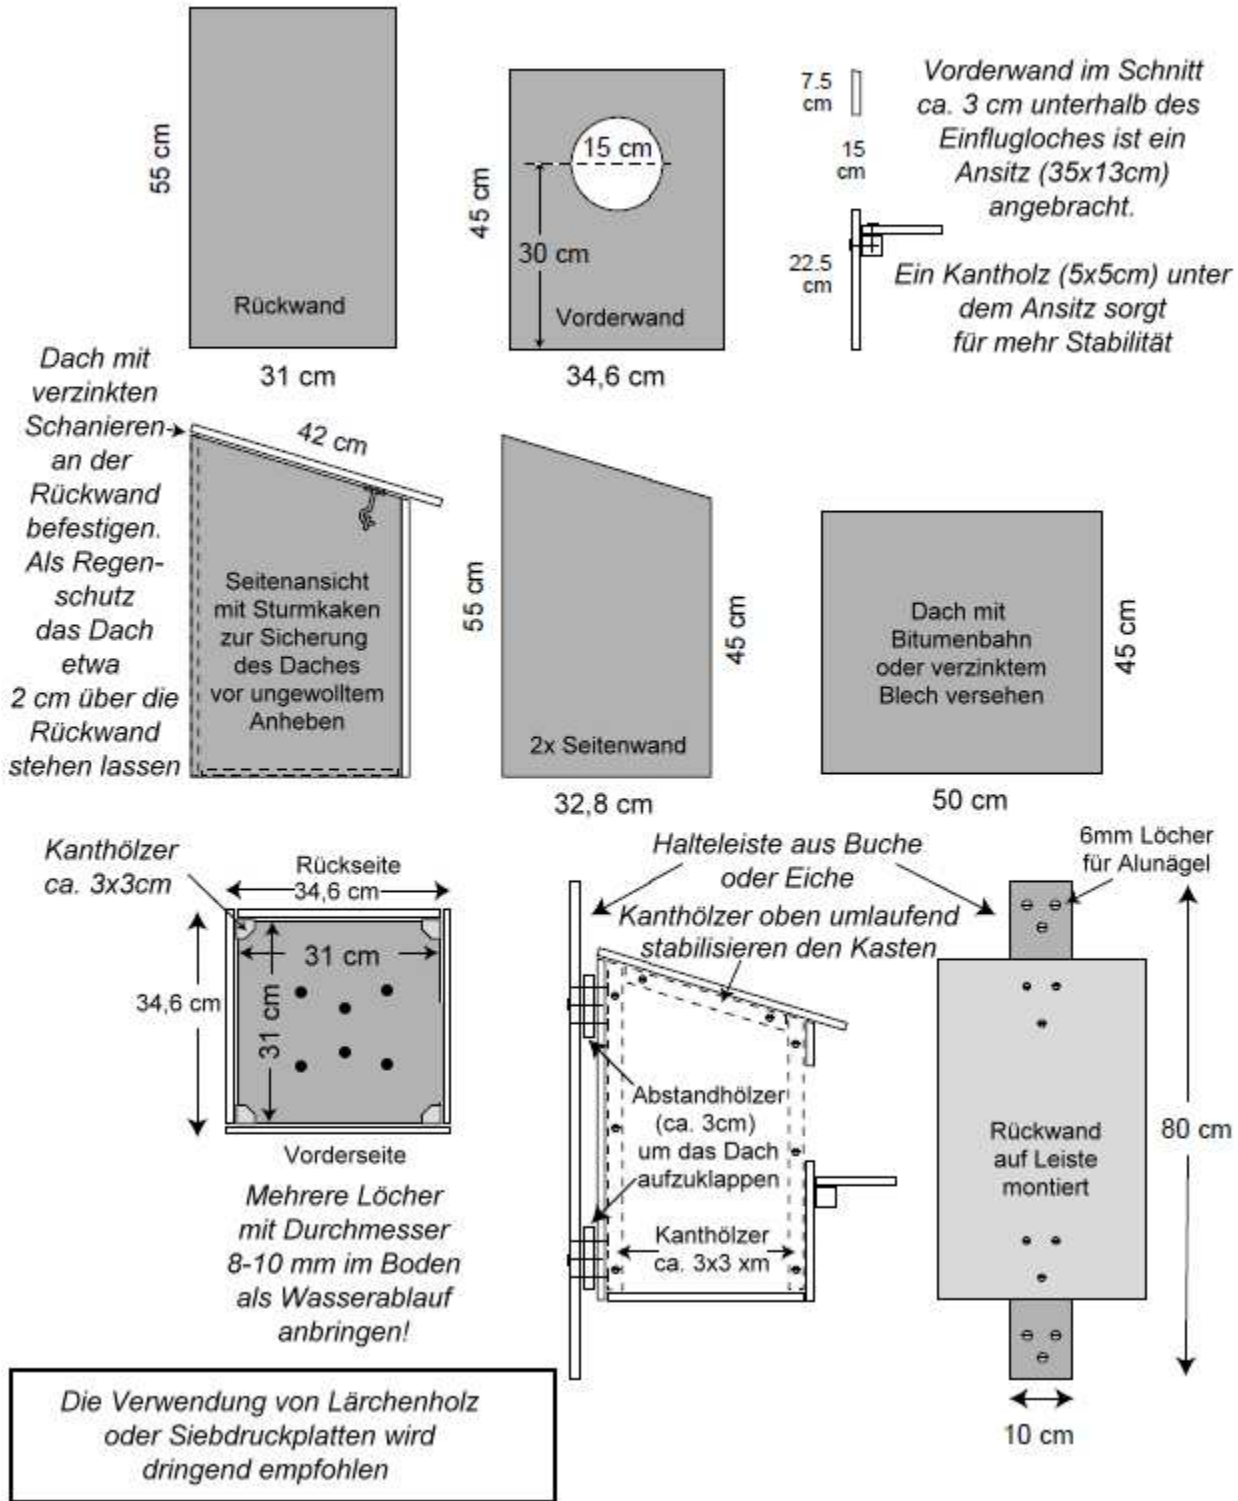 55 cm
Rückwand
31 cm
45 cm
15 cm
30 cm
Vorderwand
34,6 cm
7.5
cm
15
cm
22.5
cm
Vorderwand im Schnitt
ca. 3 cm unterhalb des
Einflugloches ist ein
Ansitz (35x13cm)
angebracht.
Ein Kantholz (5x5cm) unter
dem Ansitz sorgt
für mehr Stabilität
Dach mit
verzinkten
Schanieren
an der
Rückwand
befestigen.
Als Regen-
schutz
das Dach
etwa
2 cm über die
Rückwand
stehen lassen
42 cm
Seitenansicht
mit Sturmkaken
zur Sicherung
des Daches
vor ungewolltem
Anheben
55 cm
45 cm
2x Seitenwand
32,8 cm
Dach mit
Bitumenbahn
oder verzinktem
Blech versehen
45 cm
50 cm
Kanthölzer
ca. 3x3cm
Rückseite
34,6 cm
34,6 cm
31 cm
31 cm
Vorderseite
Mehrere Löcher
mit Durchmesser
8-10 mm im Boden
als Wasserablauf
anbringen!
Halteleiste aus Buche
oder Eiche
Kanthölzer oben umlaufend
stabilisieren den Kasten
Abstandhölzer
(ca. 3cm)
um das Dach
aufzuklappen
Kanthölzer
ca. 3x3 xm
6mm Löcher
für Alunägel
Rückwand
auf Leiste
montiert
80 cm
10 cm
Die Verwendung von Lärchenholz
oder Siebdruckplatten wird
dringend empfohlen